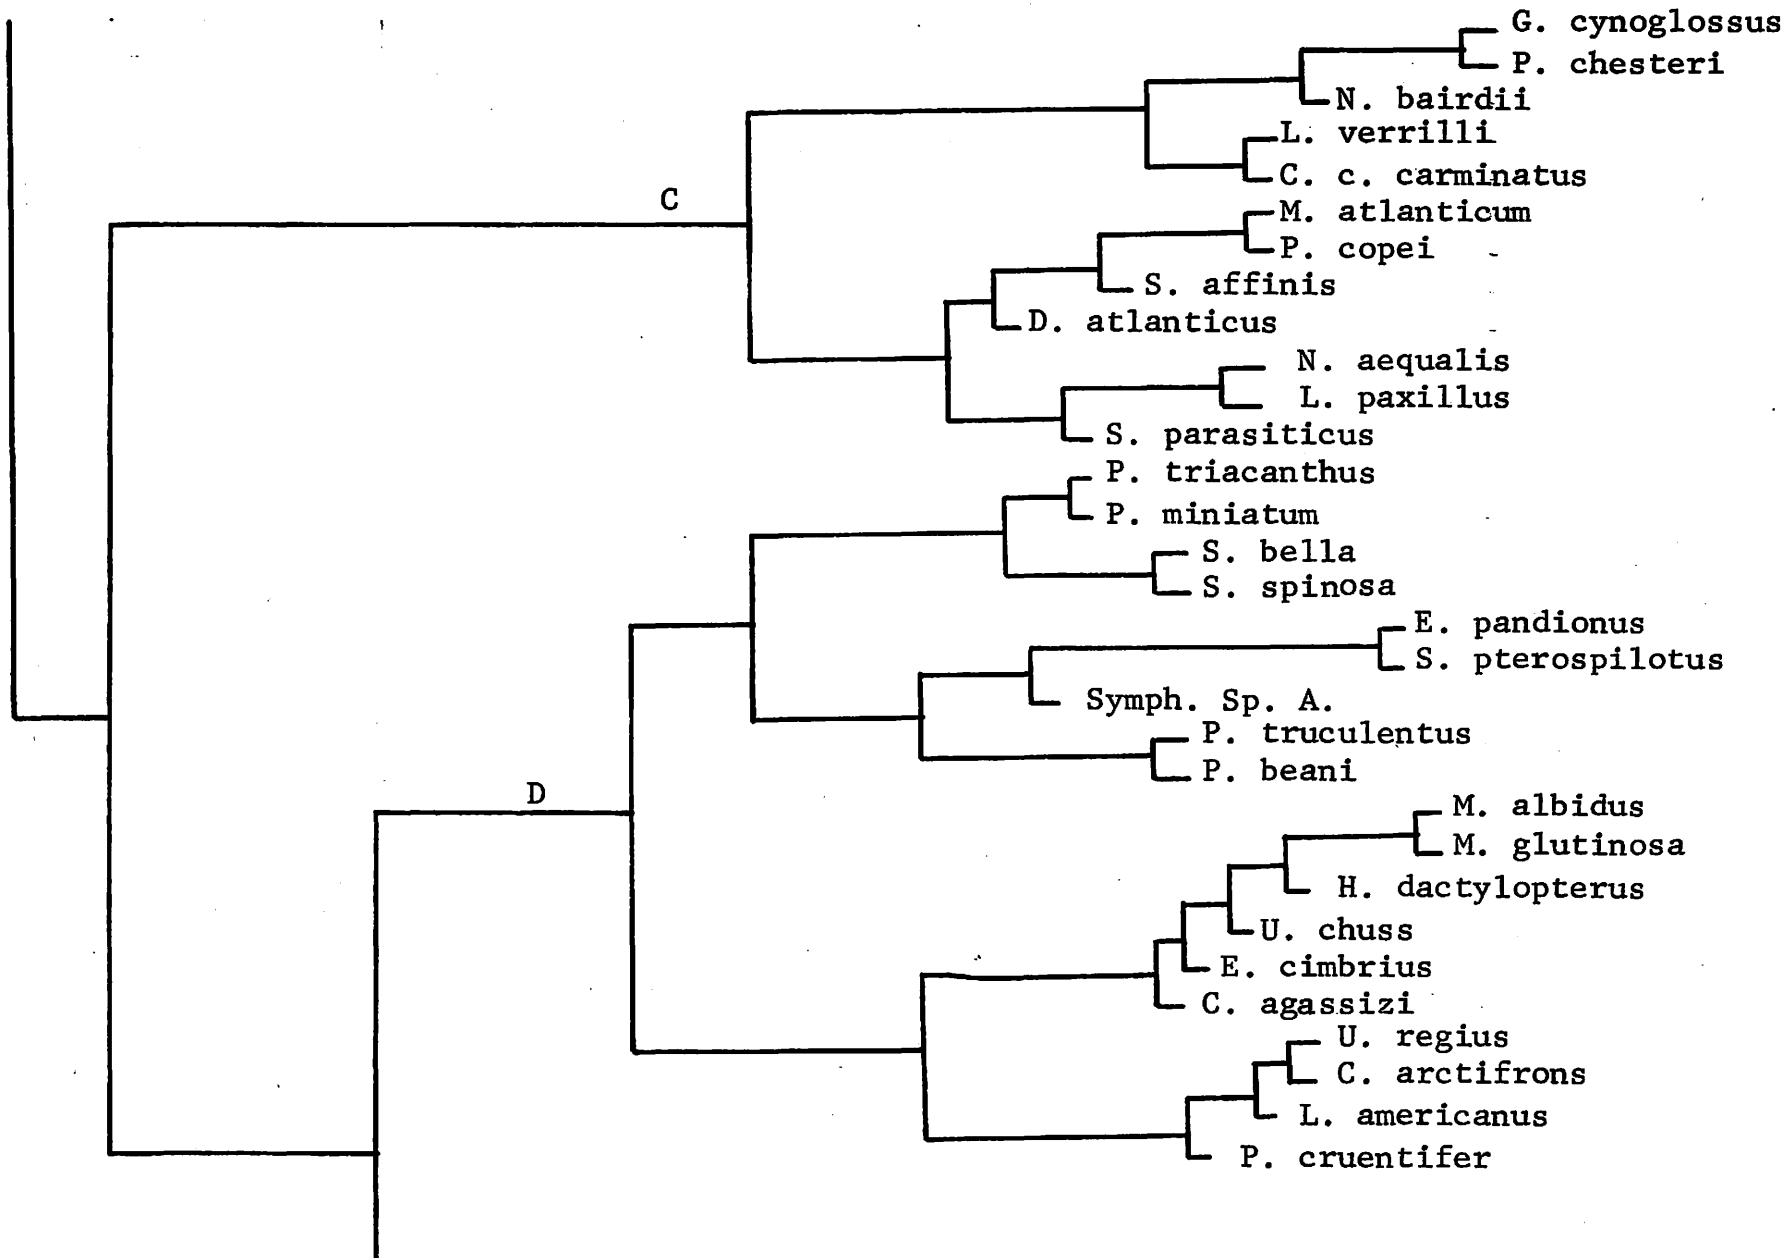 G. cynoglossus
P. chesteri
N. bairdii
L. verrilli
C. c. carminatus
C
M. atlanticum
P. copei
S. affinis
D. atlanticus
N. aequalis
L. paxillus
S. parasiticus
P. triacanthus
P. miniatum
S. bella
S. spinosa
E. pandionus
S. pterospilotus
Symph. Sp. A.
P. truculentus
P. beani
D
M. albidus
M. glutinosa
H. dactylopterus
U. chuss
E. cimbrius
C. agassizi
U. regius
C. arctifrons
L. americanus
P. cruentifer